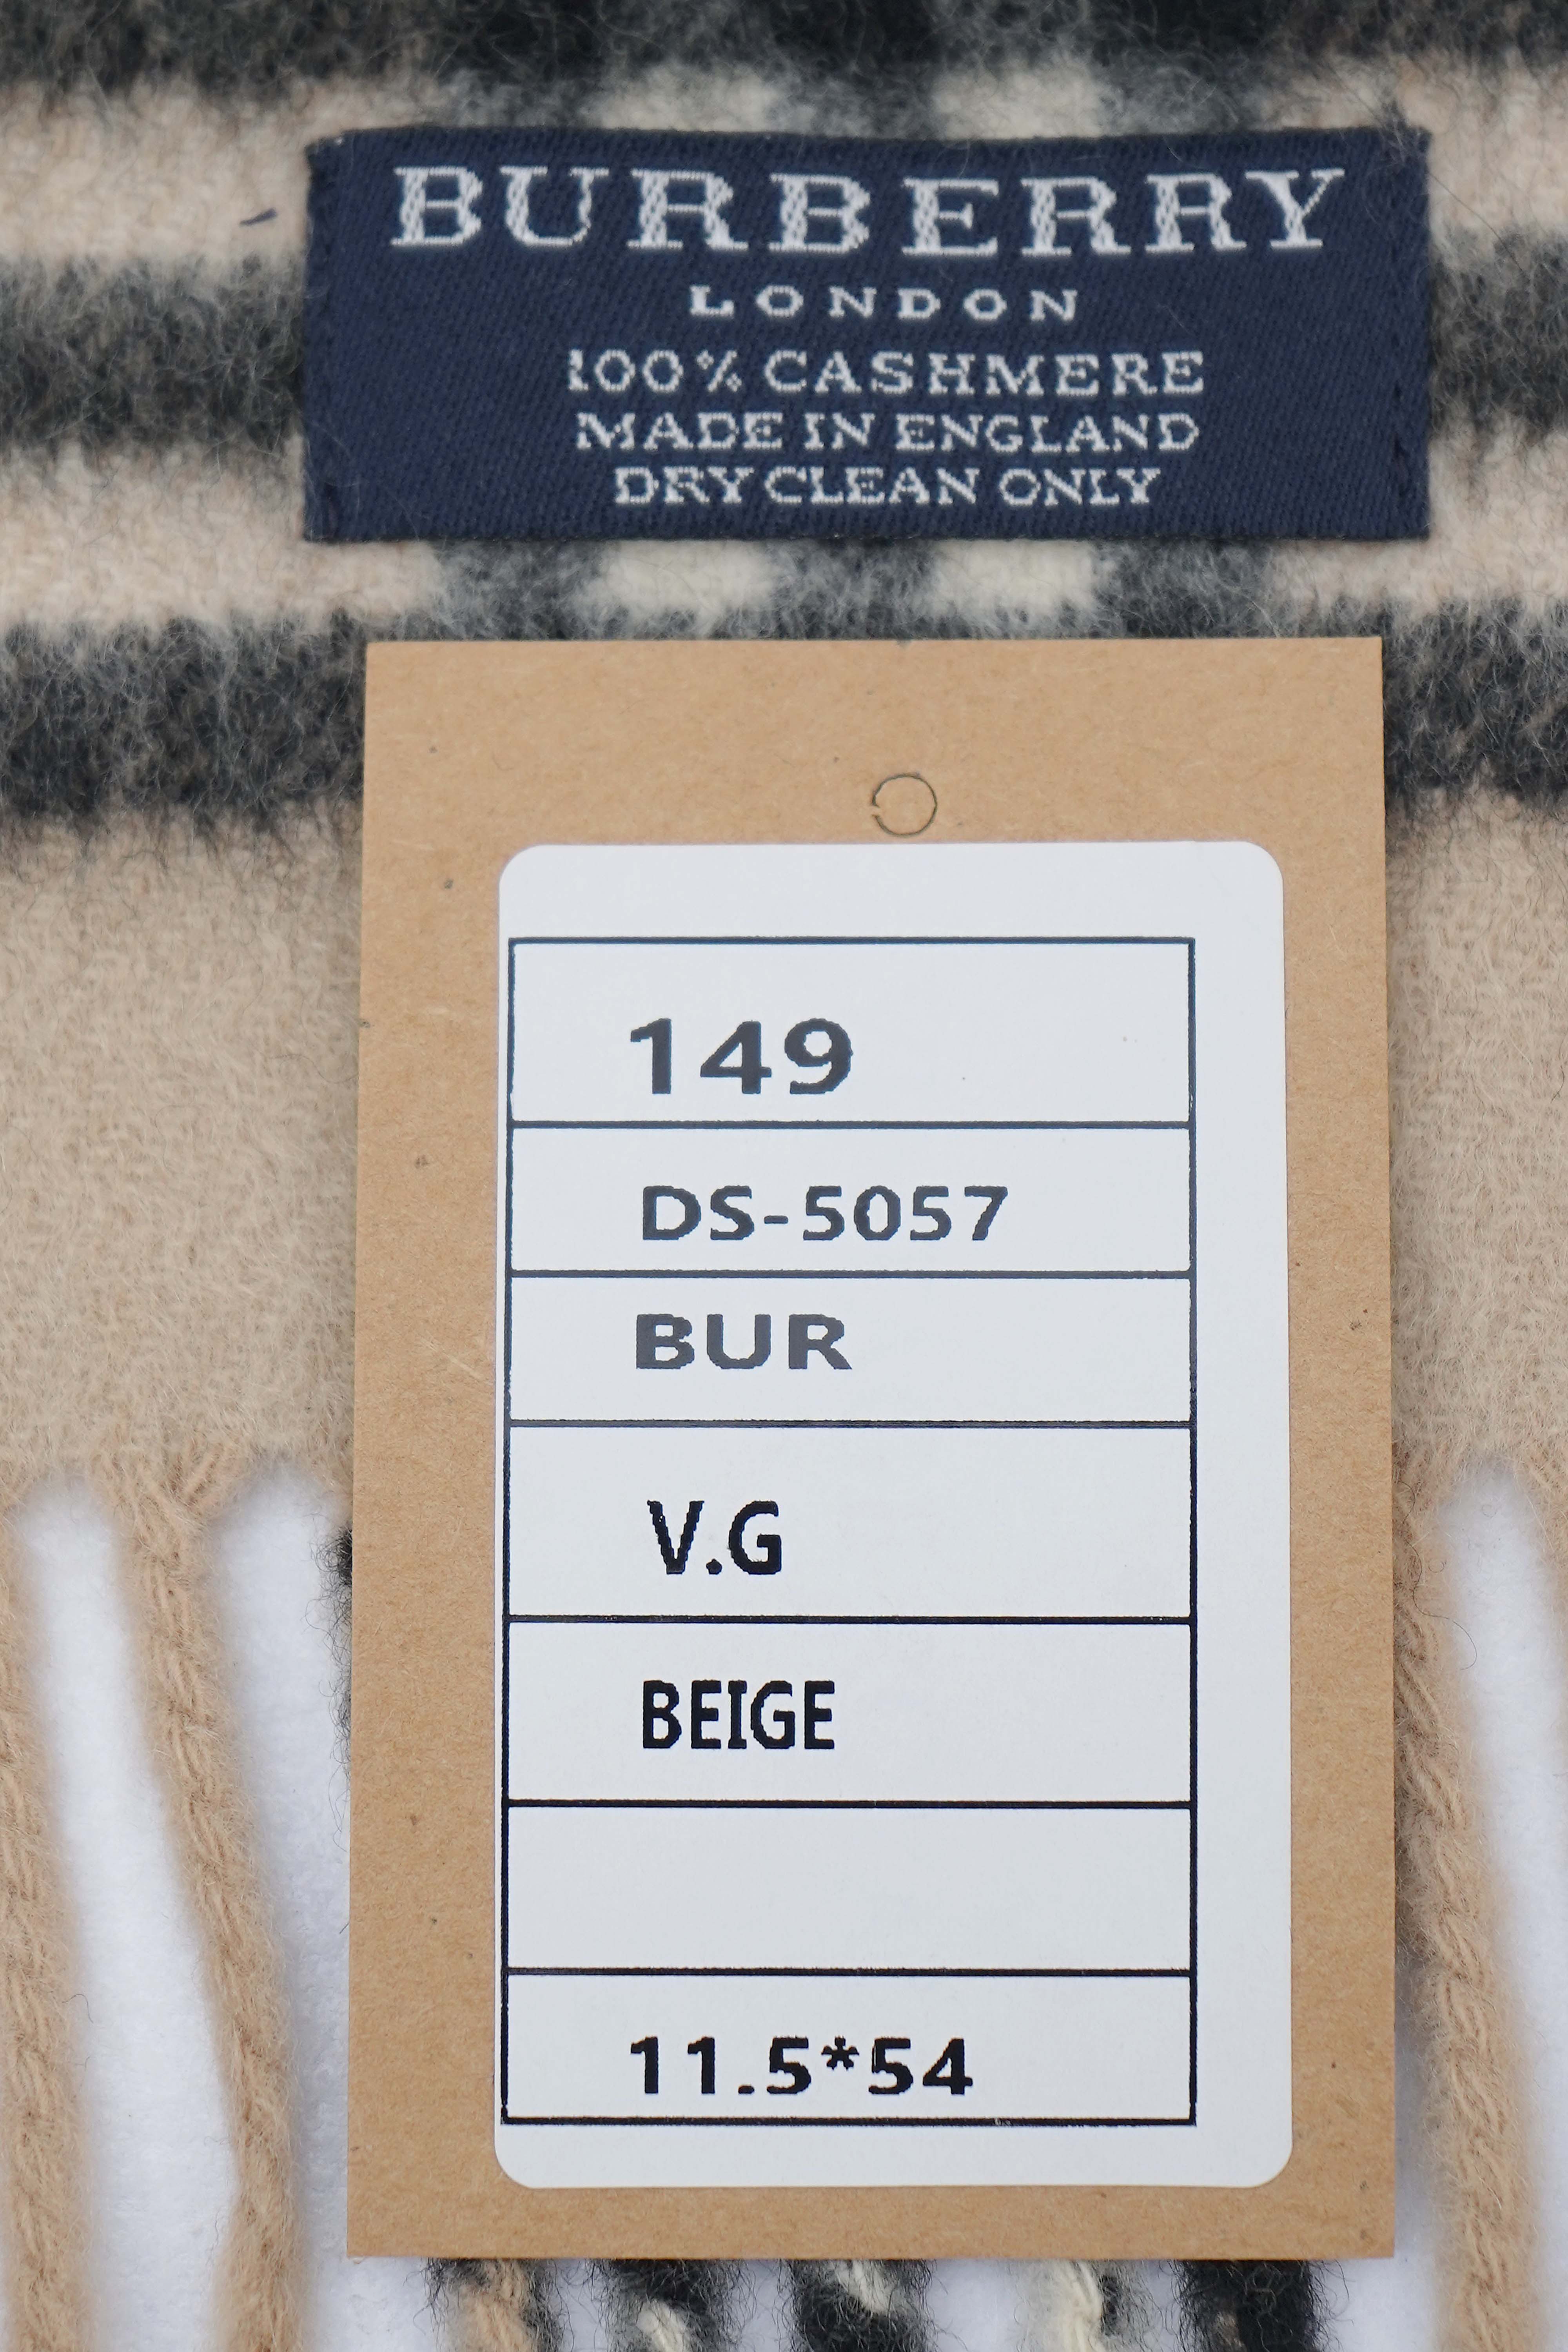 BURBERRY
LONDON
100% CASHMERE
MADE IN ENGLAND
DRY CLEAN ONLY
149
DS-5057
BUR
V.G
BEIGE
11.5*54